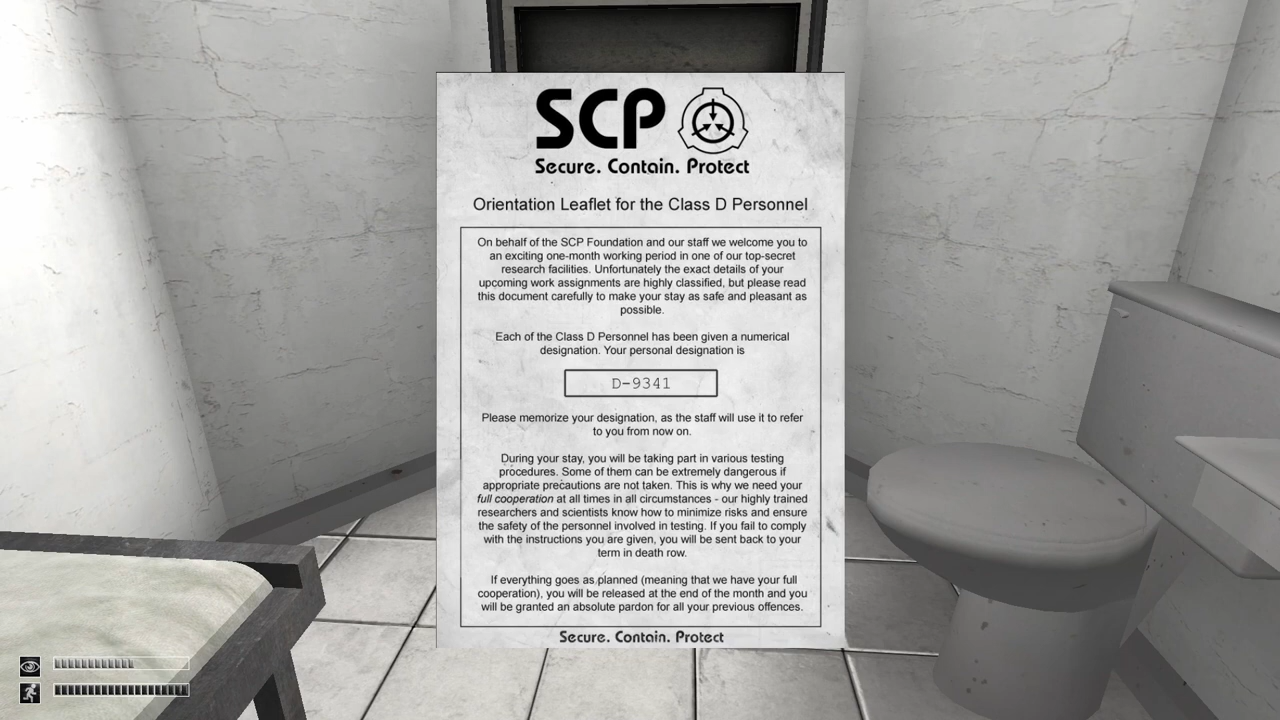 SCP
Secure. Contain. Protect
Orientation Leaflet for the Class D Personnel
On behalf of the SCP Foundation and our staff we welcome you to
an exciting one-month working period in one of our top-secret
research facilities. Unfortunately the exact details of your
upcoming work assignments are highly classified, but please read
this document carefully to make your stay as safe and pleasant as
possible.
Each of the Class D Personnel has been given a numerical
designation. Your personal designation is
D-9341
Please memorize your designation, as the staff will use it to refer
to you from now on.
During your stay, you will be taking part in various testing
procedures. Some of them can be extremely dangerous if
appropriate precautions are not taken. This is why we need your
full cooperation at all times in all circumstances - our highly trained
researchers and scientists know how to minimize risks and ensure
the safety of the personnel involved in testing. If you fail to comply
with the instructions you are given, you will be sent back to your
term in death row.
If everything goes as planned (meaning that we have your full
cooperation), you will be released at the end of the month and you
will be granted an absolute pardon for all your previous offences.
Secure. Contain. Protect